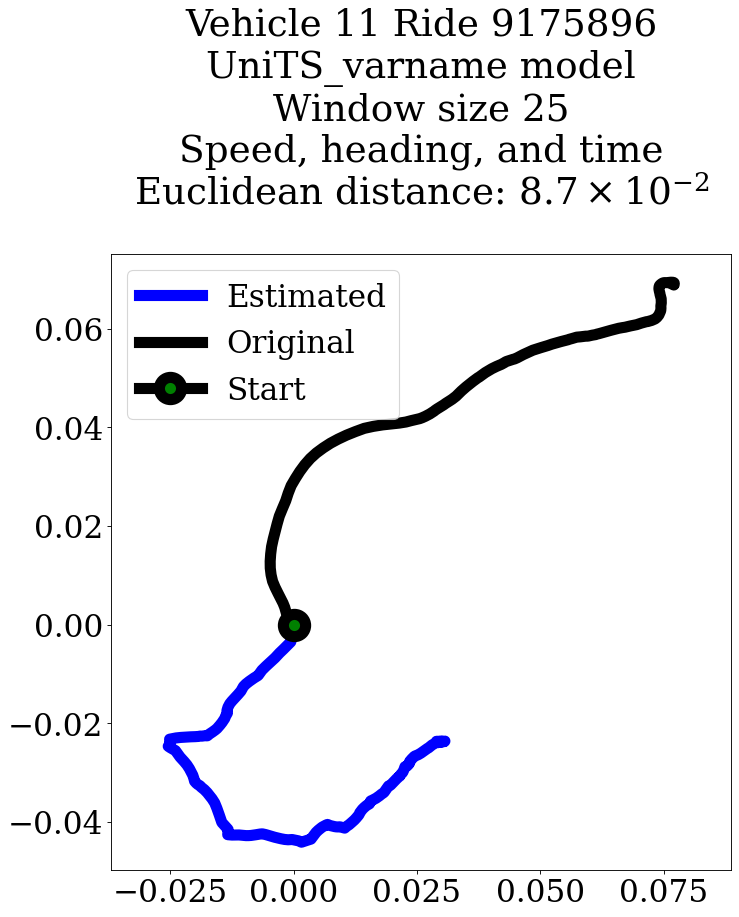 Vehicle 11 Ride 9175896
UniTS_varname model
Window size 25
Speed, heading, and time
Euclidean distance: 8.7 × 10⁻²
Estimated
Original
Start
0.06
0.04
0.02
0.00
−0.02
−0.04
−0.025 0.000 0.025 0.050 0.075